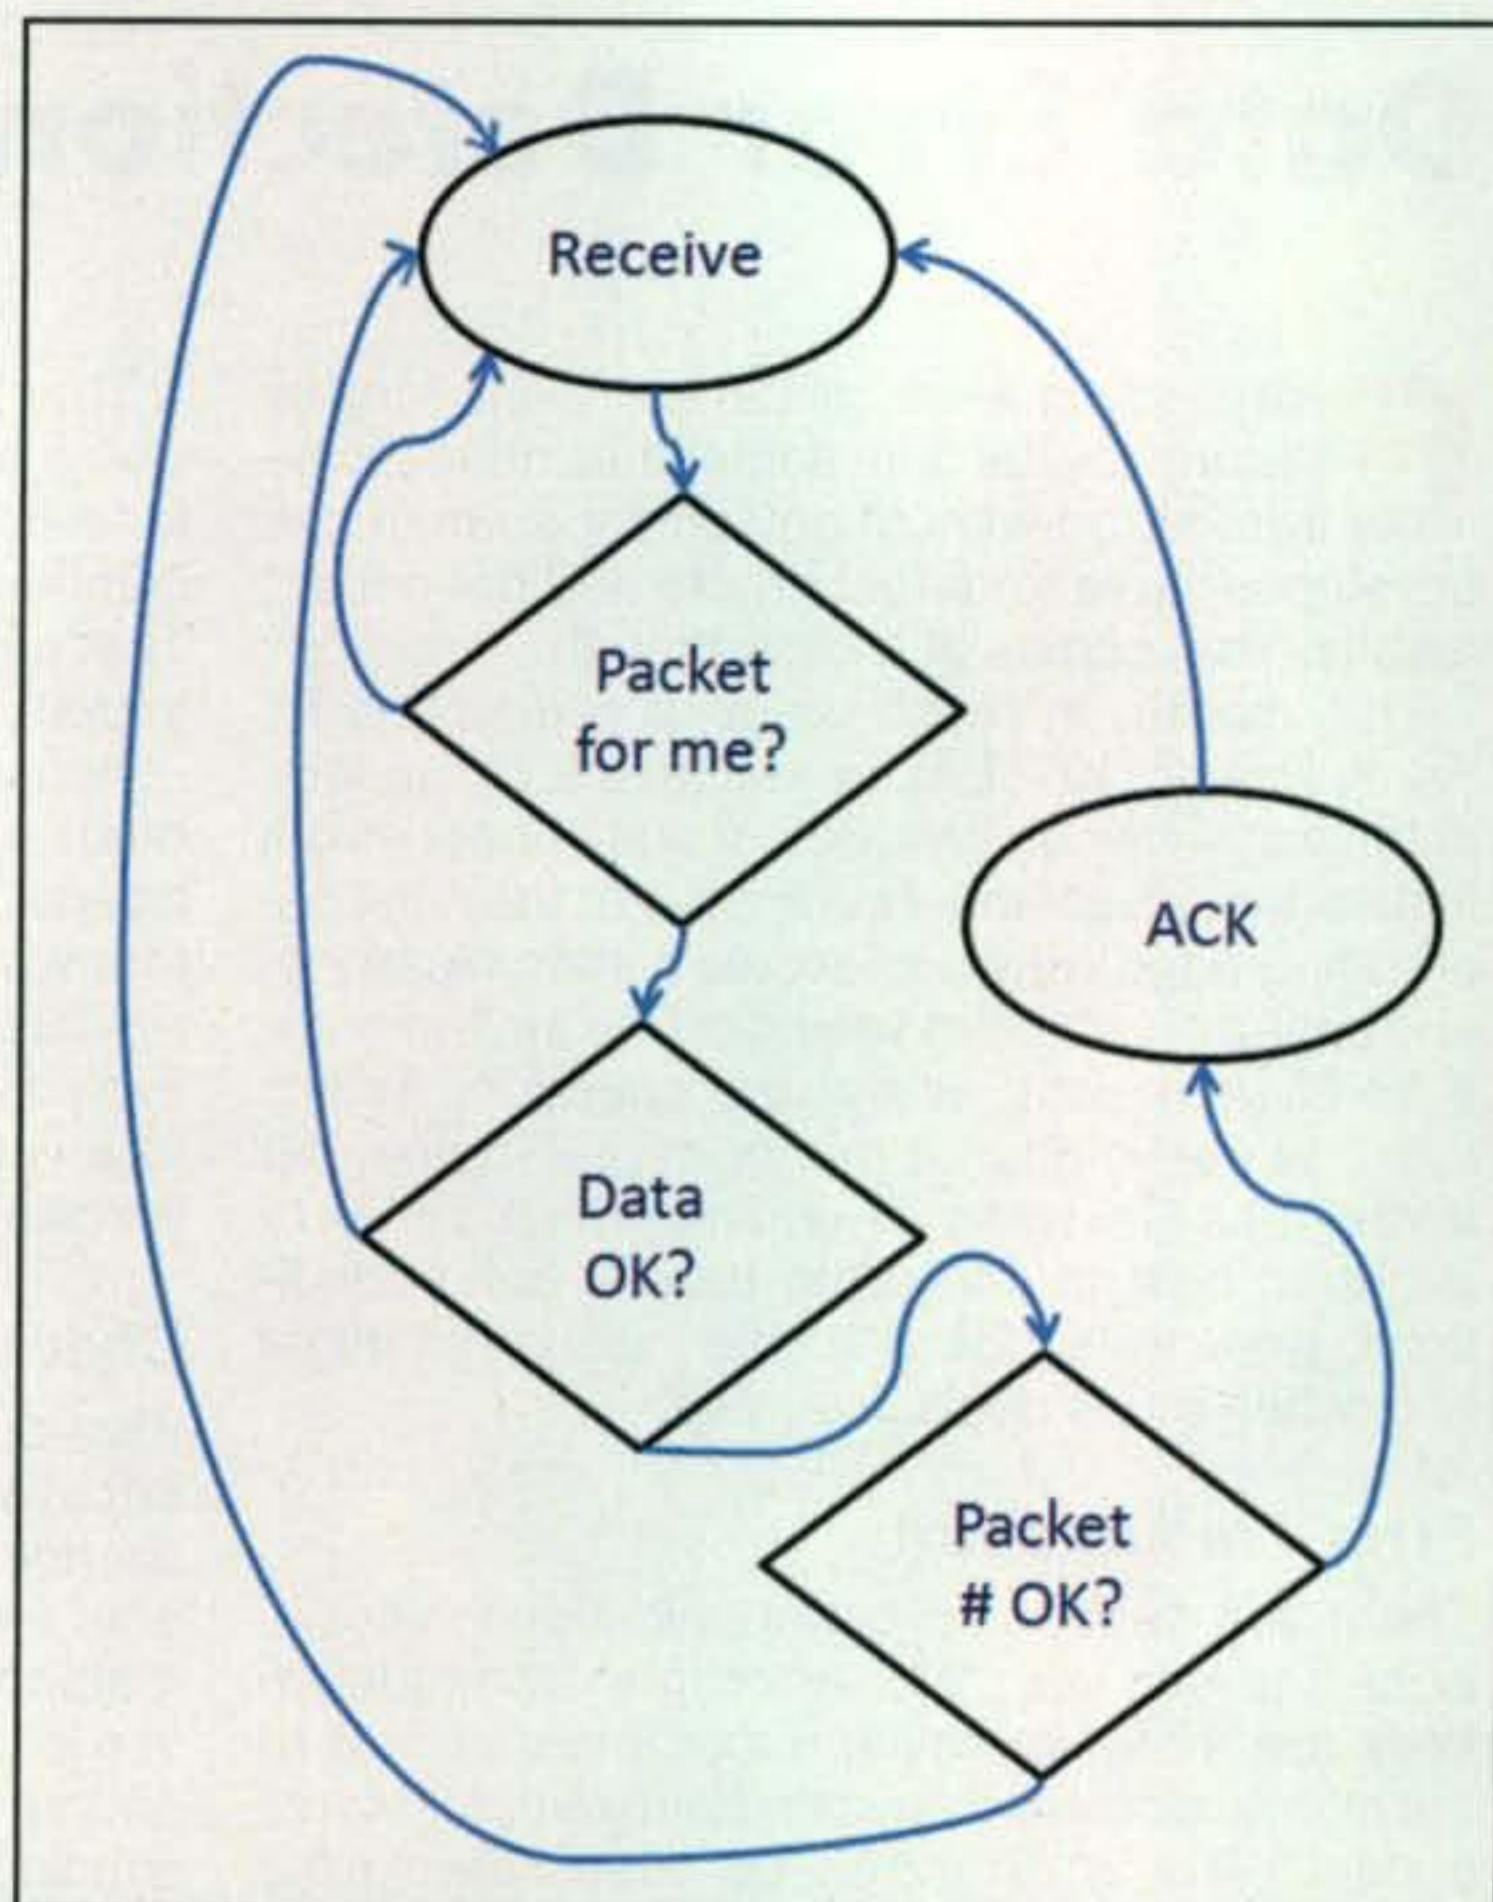 Receive
Packet
for me?
ACK
Data
OK?
Packet
# OK?